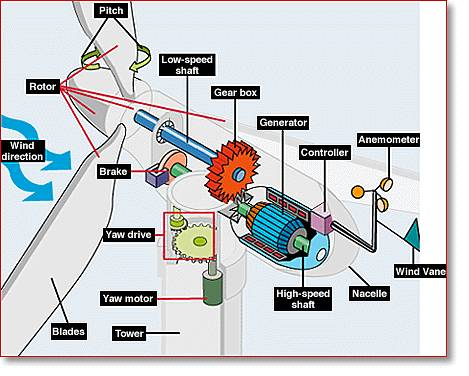 Pitch
Low-speed
shaft
Rotor
Gear box
Generator
Anemometer
Wind
direction
Controller
Brake
Yaw drive
Wind Vane
Yaw motor
High-speed
shaft
Nacelle
Blades
Tower